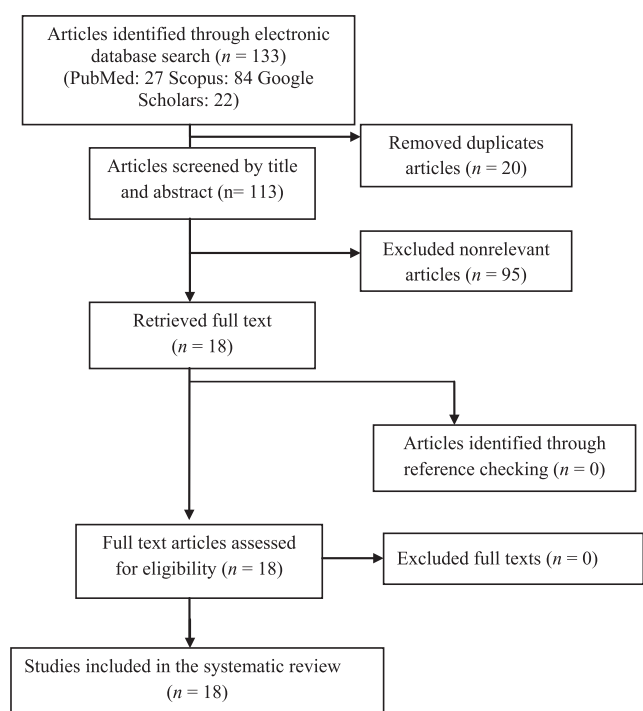 Articles identified through electronic
database search (n = 133)
(PubMed: 27 Scopus: 84 Google
Scholars: 22)
Removed duplicates
articles (n = 20)
Articles screened by title
and abstract (n= 113)
Excluded nonrelevant
articles (n = 95)
Retrieved full text
(n = 18)
Articles identified through
reference checking (n = 0)
Full text articles assessed
for eligibility (n = 18)
Excluded full texts (n = 0)
Studies included in the systematic review
(n = 18)